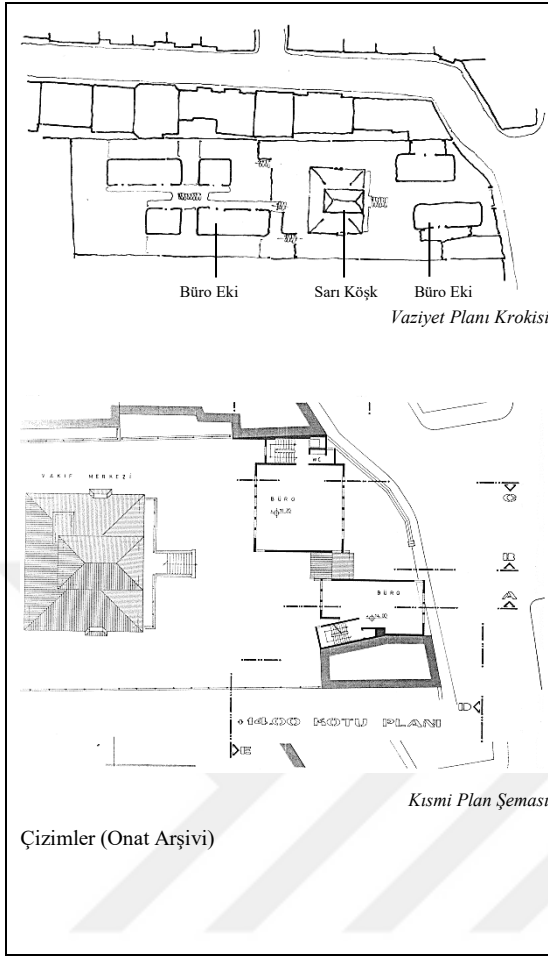 Büro Eki Sarı Köşk Büro Eki
Vaziyet Planı Krokisi
VAKIF MERKEZİ
WC
BÜRO
C
B
BÜRO
A
D
+14.00 KOTU PLANI
E
Kısmi Plan Şeması
Çizimler (Onat Arşivi)